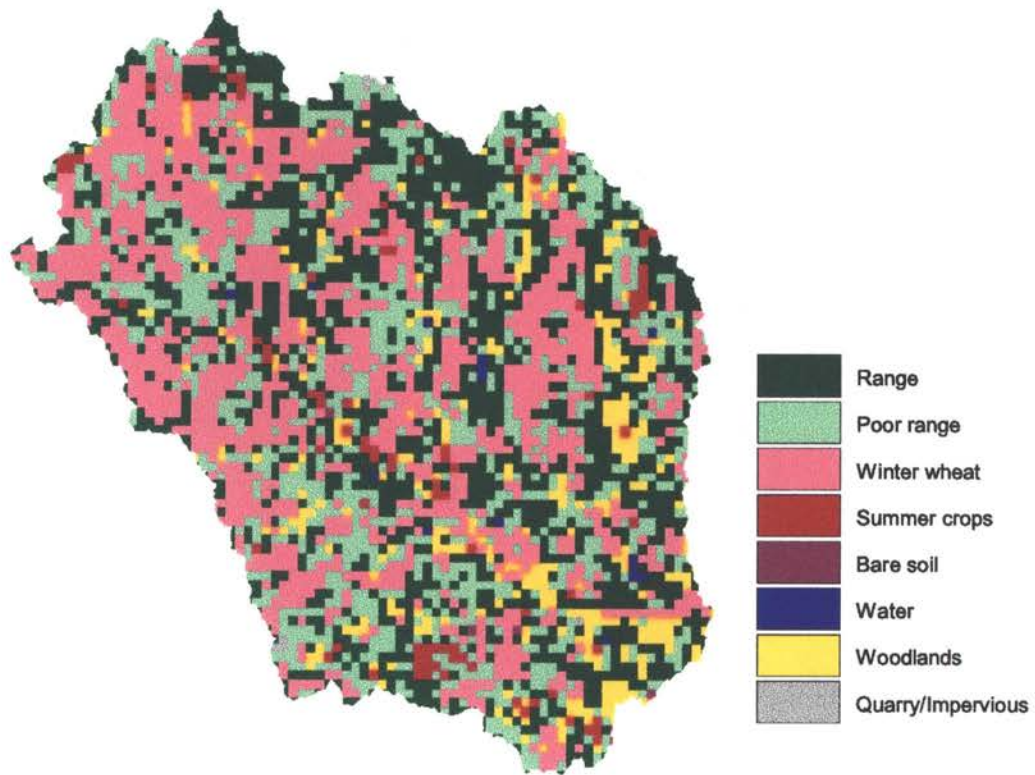 Range
Poor range
Winter wheat
Summer crops
Bare soil
Water
Woodlands
Quarry/Impervious